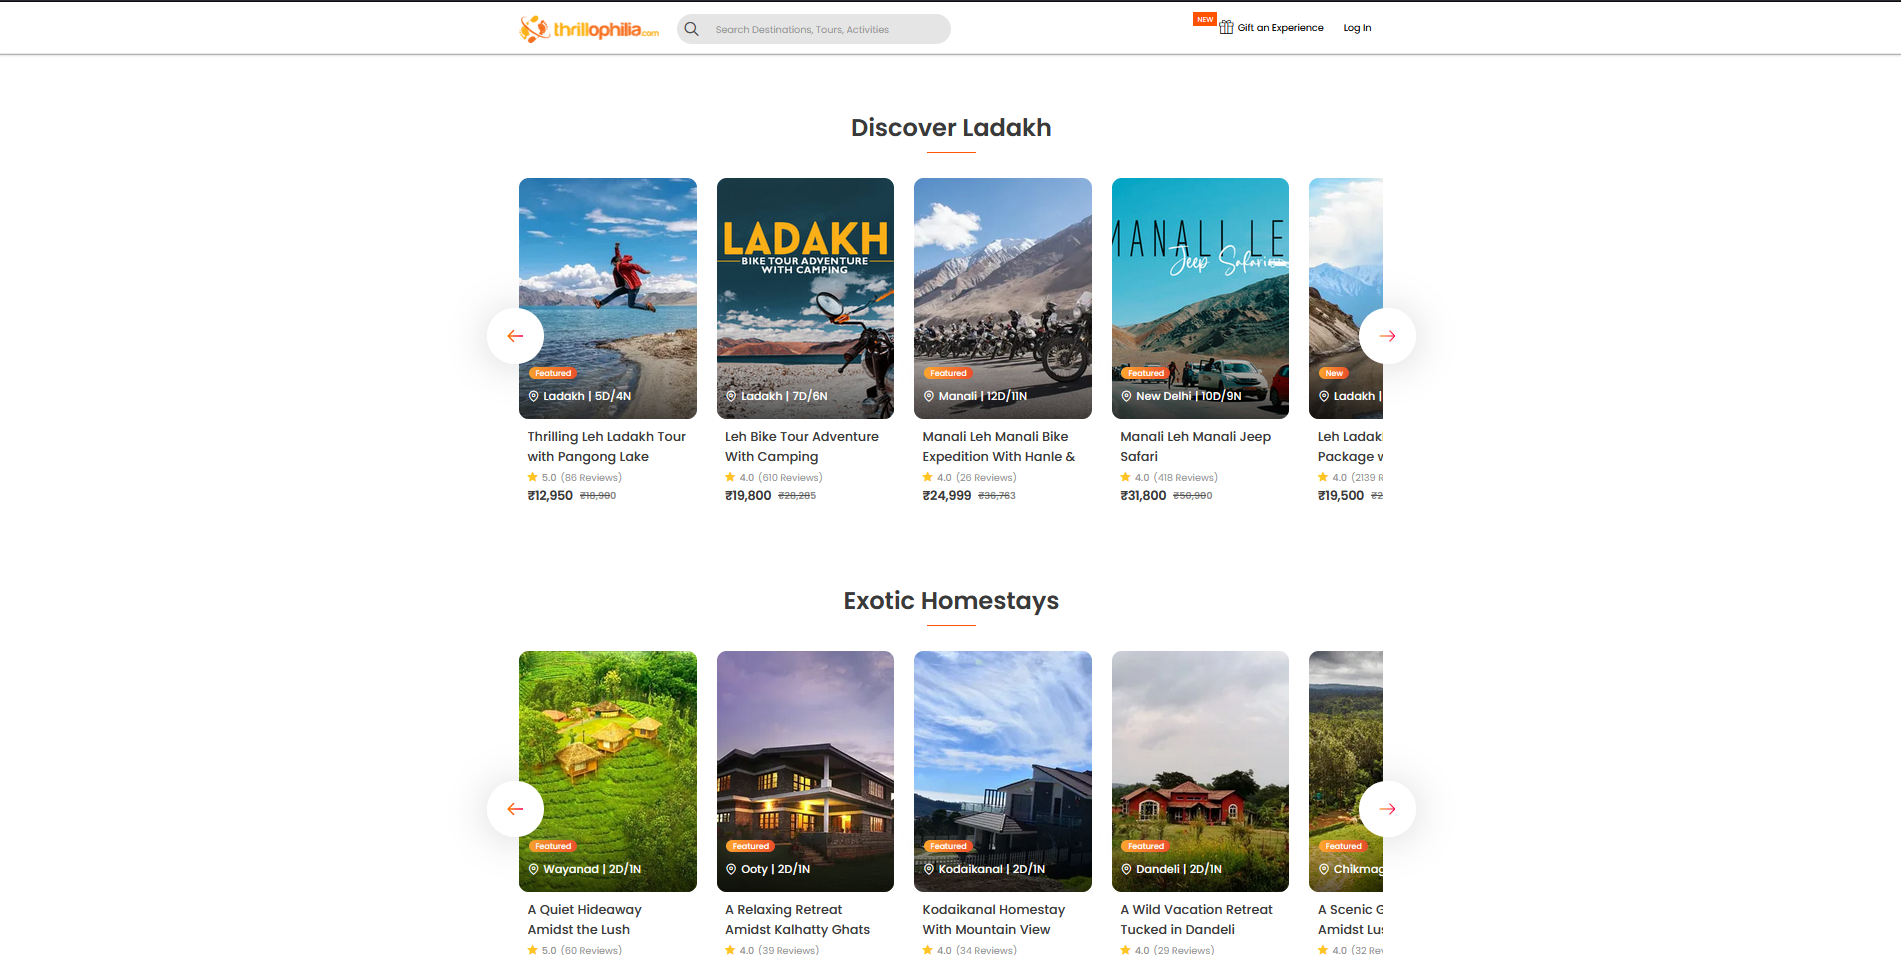 thrillophilia.com
Search Destinations, Tours, Activities
NEW
Gift an Experience
Log In
Discover Ladakh
LADAKH
BIKE TOUR ADVENTURE
WITH CAMPING
MANALI LE
Jeep Safari
Featured
Ladakh | 5D/4N
Ladakh | 7D/6N
Featured
Manali | 12D/11N
Featured
New Delhi | 10D/9N
New
Ladakh |
Thrilling Leh Ladakh Tour
with Pangong Lake
5.0 (86 Reviews)
₹12,950 ₹18,900
Leh Bike Tour Adventure
With Camping
4.0 (610 Reviews)
₹19,800 ₹28,285
Manali Leh Manali Bike
Expedition With Hanle &
4.0 (26 Reviews)
₹24,999 ₹36,763
Manali Leh Manali Jeep
Safari
4.0 (418 Reviews)
₹31,800 ₹50,900
Leh Ladak
Package w
4.0 (2139 R
₹19,500 ₹2
Exotic Homestays
Featured
Wayanad | 2D/1N
Featured
Ooty | 2D/1N
Featured
Kodaikanal | 2D/1N
Featured
Dandeli | 2D/1N
Featured
Chikmag
A Quiet Hideaway
Amidst the Lush
5.0 (60 Reviews)
A Relaxing Retreat
Amidst Kalhatty Ghats
4.0 (39 Reviews)
Kodaikanal Homestay
With Mountain View
4.0 (34 Reviews)
A Wild Vacation Retreat
Tucked in Dandeli
4.0 (29 Reviews)
A Scenic G
Amidst Lus
4.0 (32 Rev